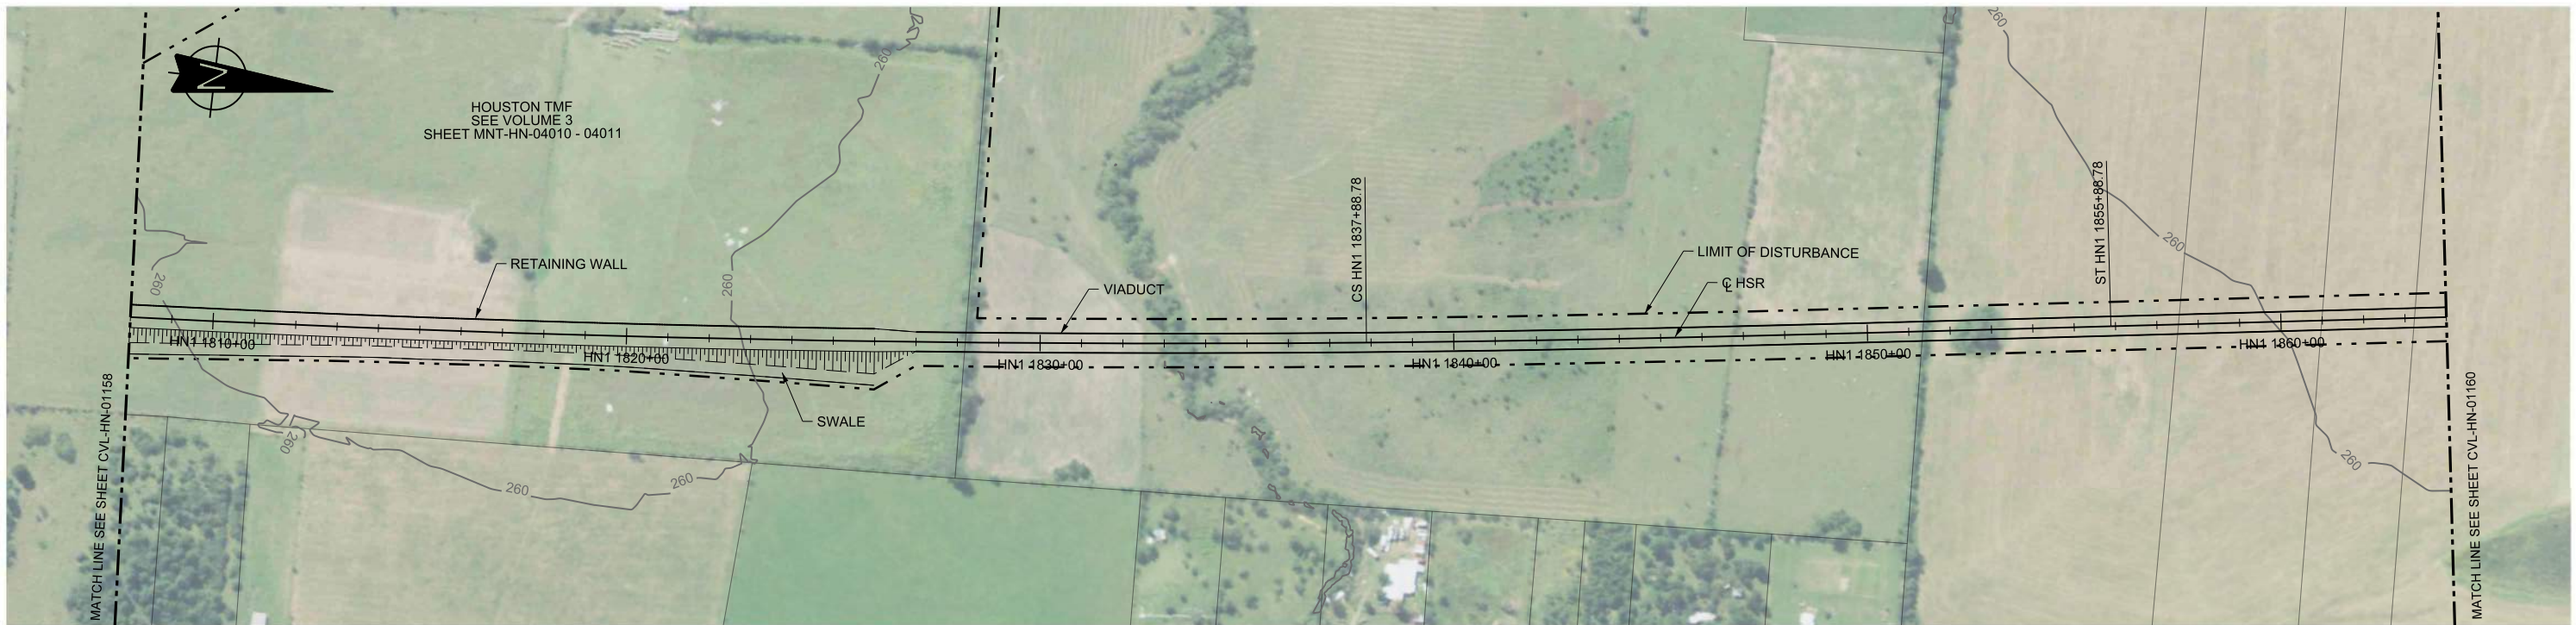 N
HOUSTON TMF
SEE VOLUME 3
SHEET MNT-HN-04010 - 04011
260
260
260
260
260
260
260
260
260
260
RETAINING WALL
VIADUCT
CS HN1 1837+88.78
LIMIT OF DISTURBANCE
CL HSR
ST HN1 1855+88.78
HN1 1810+00
HN1 1820+00
HN1 1830+00
HN1 1840+00
HN1 1850+00
HN1 1860+00
SWALE
MATCH LINE SEE SHEET CVL-HN-01158
MATCH LINE SEE SHEET CVL-HN-01160